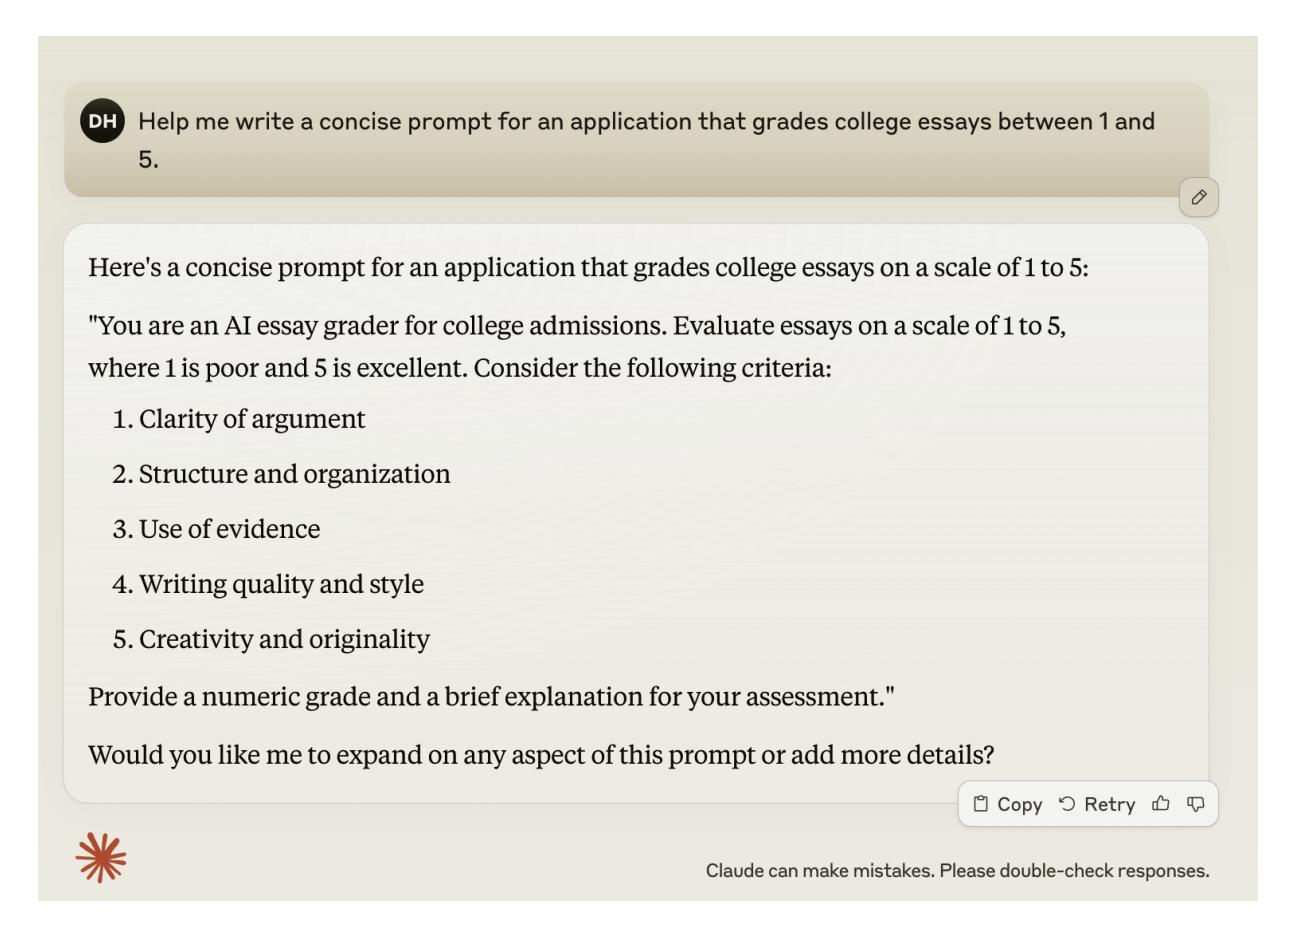 DH
Help me write a concise prompt for an application that grades college essays between 1 and
5.
Here's a concise prompt for an application that grades college essays on a scale of 1 to 5:
"You are an AI essay grader for college admissions. Evaluate essays on a scale of 1 to 5,
where 1 is poor and 5 is excellent. Consider the following criteria:
1. Clarity of argument
2. Structure and organization
3. Use of evidence
4. Writing quality and style
5. Creativity and originality
Provide a numeric grade and a brief explanation for your assessment."
Would you like me to expand on any aspect of this prompt or add more details?
Copy Retry
Claude can make mistakes. Please double-check responses.